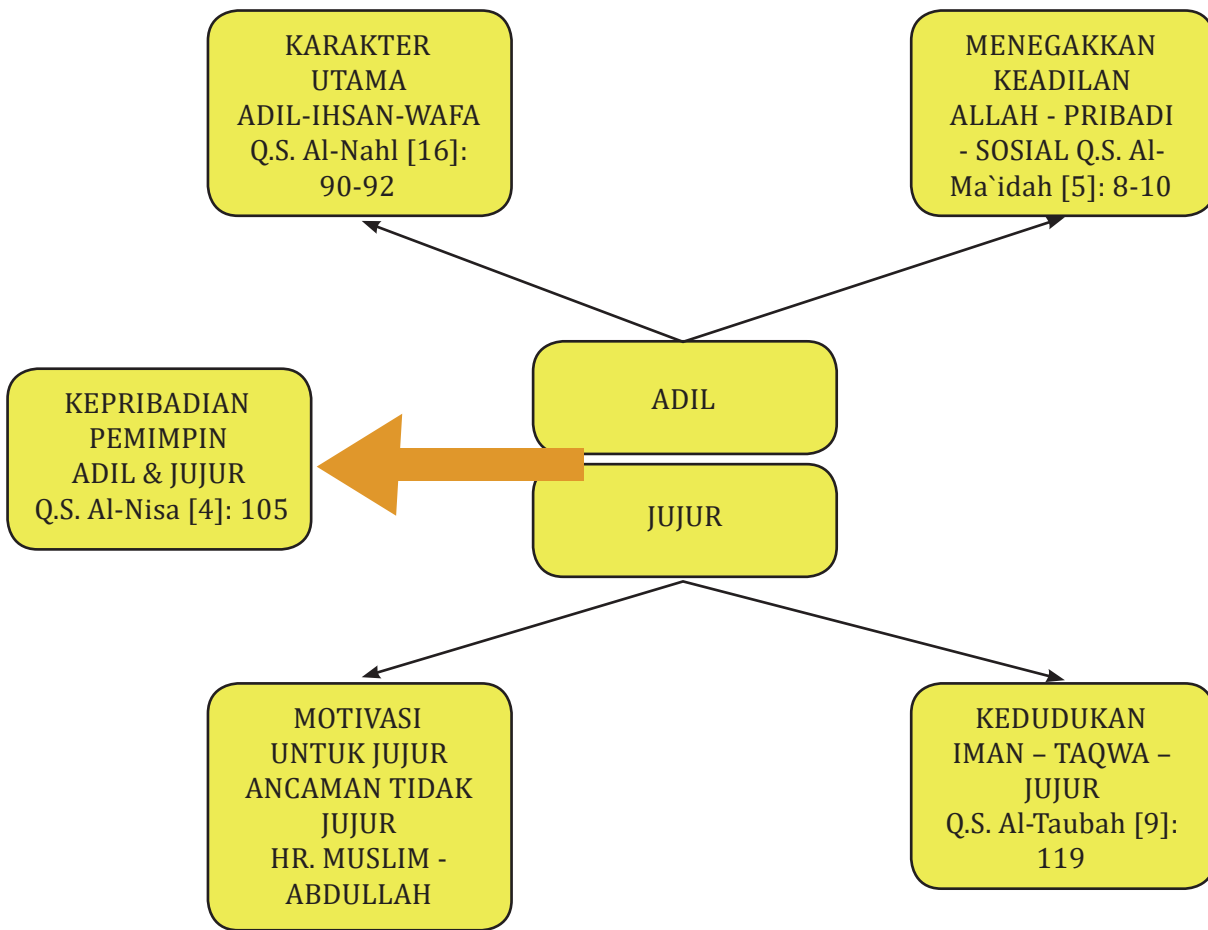 KARAKTER
UTAMA
ADIL-IHSAN-WAFA
Q.S. Al-Nahl [16]:
90-92
MENEGAKKAN
KEADILAN
ALLAH - PRIBADI
- SOSIAL Q.S. Al-
Ma`idah [5]: 8-10
ADIL
KEPRIBADIAN
PEMIMPIN
ADIL & JUJUR
Q.S. Al-Nisa [4]: 105
JUJUR
MOTIVASI
UNTUK JUJUR
ANCAMAN TIDAK
JUJUR
HR. MUSLIM -
ABDULLAH
KEDUDUKAN
IMAN – TAQWA –
JUJUR
Q.S. Al-Taubah [9]:
119